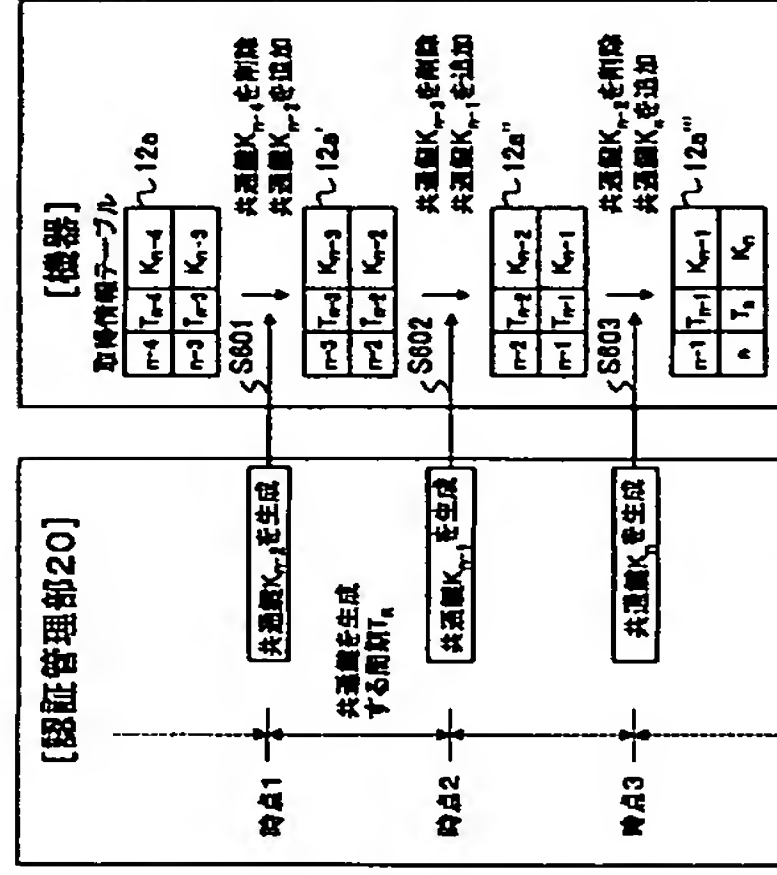 [認証管理部20]
時点1
共通鍵Kn-2を生成
共通鍵を生成
する周期Tn
時点2
共通鍵Kn-1を生成
時点3
共通鍵Knを生成
[機器]
取得情報テーブル
n-4 Tn-4 Kn-4
n-3 Tn-3 Kn-3
12a
S601
共通鍵Kn-4を削除
共通鍵Kn-2を追加
n-3 Tn-3 Kn-3
n-2 Tn-2 Kn-2
12a'
S602
共通鍵Kn-3を削除
共通鍵Kn-1を追加
n-2 Tn-2 Kn-2
n-1 Tn-1 Kn-1
12a''
S603
共通鍵Kn-2を削除
共通鍵Knを追加
n-1 Tn-1 Kn-1
n Tn Kn
12a'''